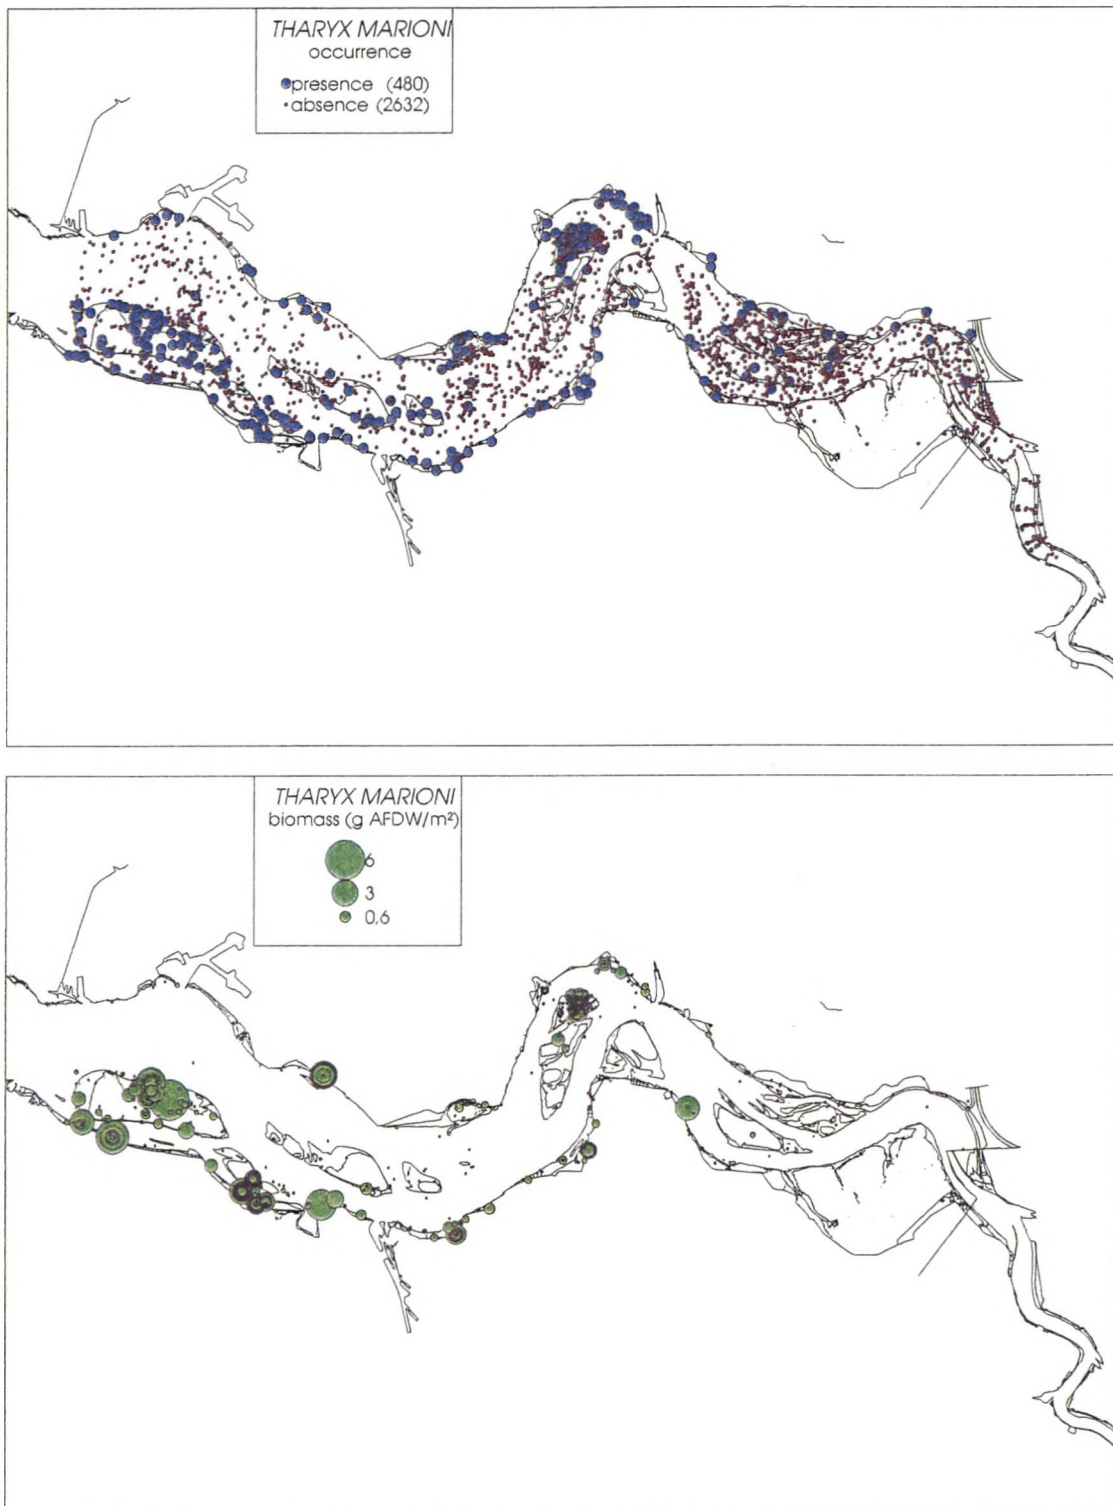 THARYX MARIONI
occurrence
presence (480)
absence (2632)
THARYX MARIONI
biomass (g AFDW/m²)
6
3
0,6